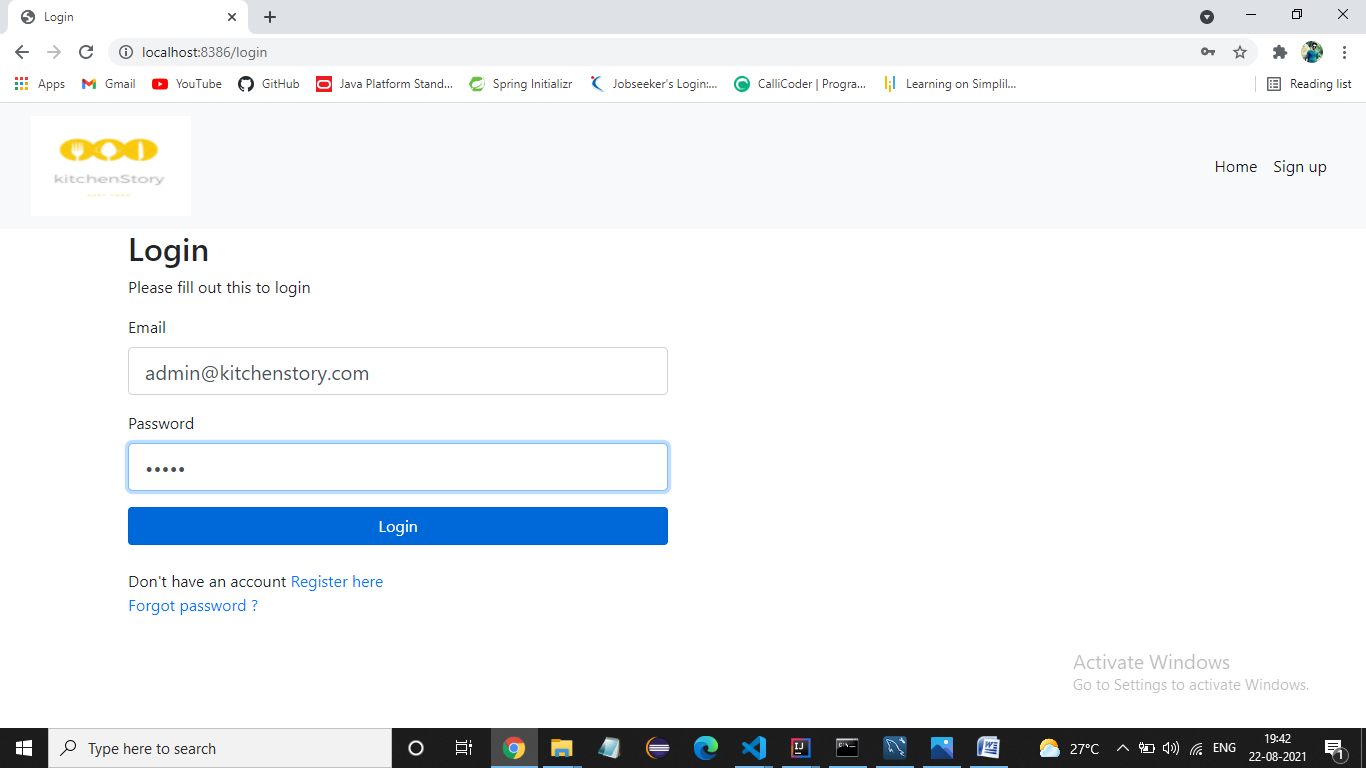 Login
localhost:8386/login
Apps Gmail YouTube GitHub Java Platform Stand... Spring Initializr Jobseeker's Login:... CalliCoder | Progra... Learning on Simplil... Reading list
kitchenStory
Home Sign up
Login
Please fill out this to login
Email
admin@kitchenstory.com
Password
•••••
Login
Don't have an account Register here
Forgot password ?
Activate Windows
Go to Settings to activate Windows.
Type here to search
27°C ENG
19:42
22-08-2021
1